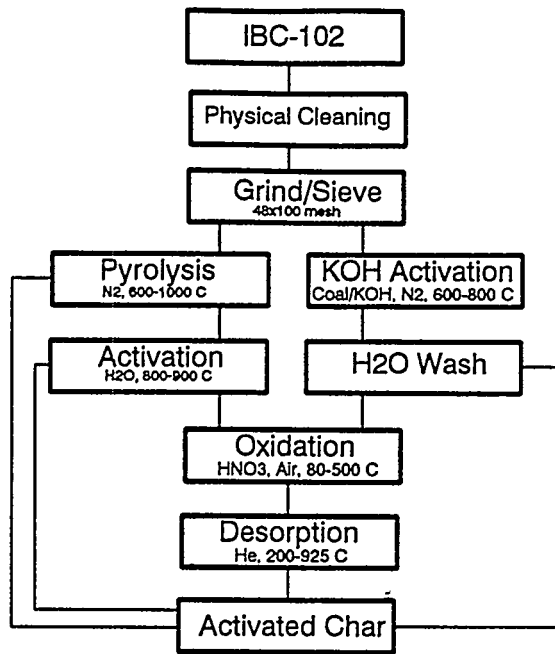 IBC-102
Physical Cleaning
Grind/Sieve
48x100 mesh
Pyrolysis
N2, 600-1000 C
KOH Activation
Coal/KOH, N2, 600-800 C
Activation
H2O, 800-900 C
H2O Wash
Oxidation
HNO3, Air, 80-500 C
Desorption
He, 200-925 C
Activated Char